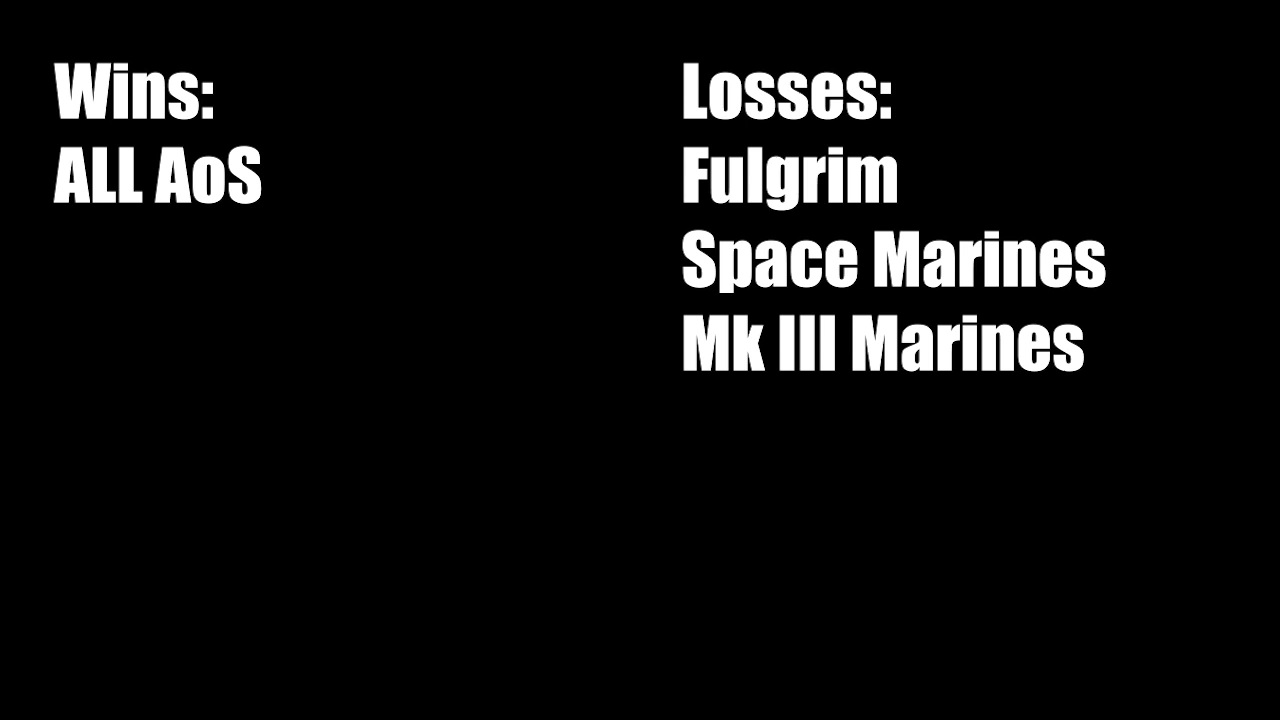 Wins:
ALL AoS
Losses:
Fulgrim
Space Marines
Mk III Marines